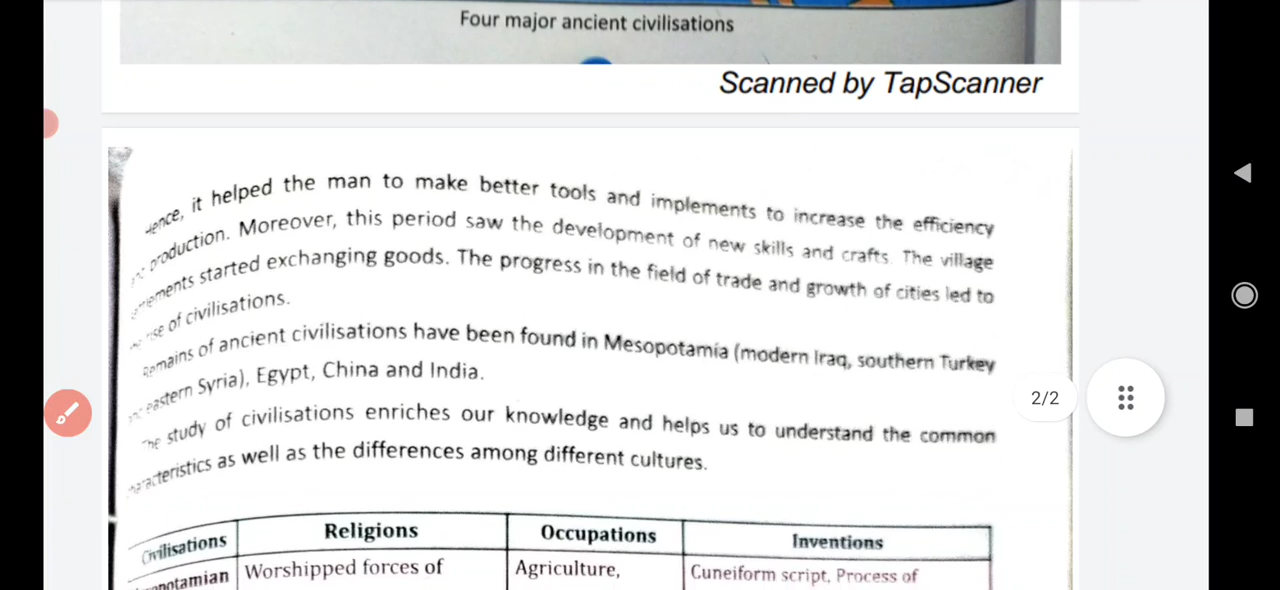 Four major ancient civilisations
Scanned by TapScanner
it helped the man to make better tools and implements to increase the efficiency
production. Moreover, this period saw the development of new skills and crafts. The village
started exchanging goods. The progress in the field of trade and growth of cities led to
of civilisations.
Remains of ancient civilisations have been found in Mesopotamia (modern Iraq, southern Turkey
eastern Syria), Egypt, China and India.
The study of civilisations enriches our knowledge and helps us to understand the common
as well as the differences among different cultures.
Civilisations Religions Occupations Inventions
Worshipped forces of Agriculture, Cuneiform script, Process of
2/2